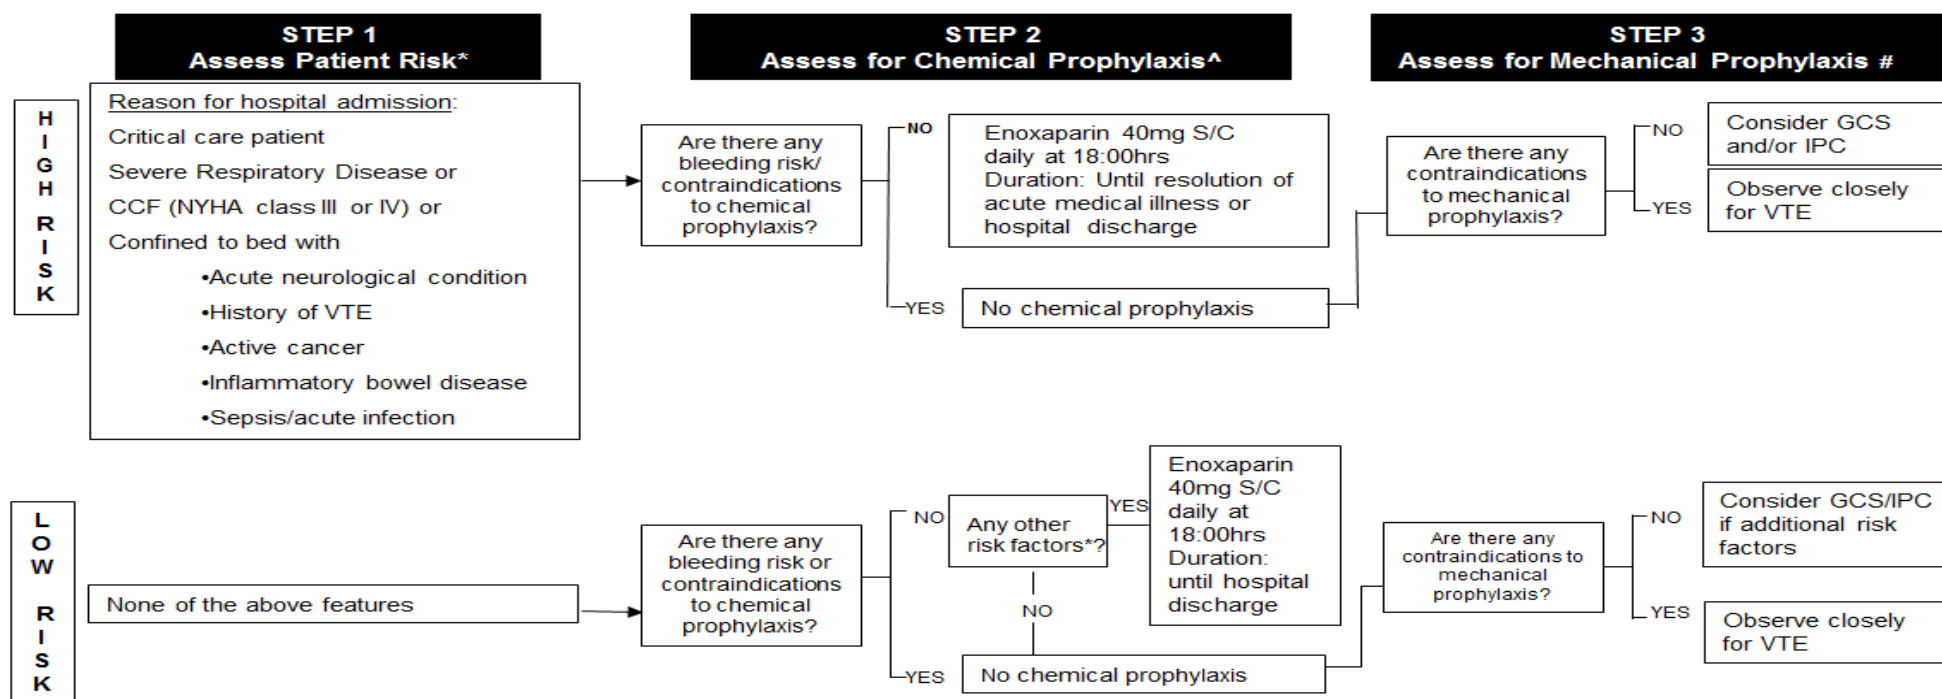 STEP 1
Assess Patient Risk*
STEP 2
Assess for Chemical Prophylaxis^
STEP 3
Assess for Mechanical Prophylaxis #
HIGH RISK
Reason for hospital admission:
Critical care patient
Severe Respiratory Disease or
CCF (NYHA class III or IV) or
Confined to bed with
•Acute neurological condition
•History of VTE
•Active cancer
•Inflammatory bowel disease
•Sepsis/acute infection
Are there any
bleeding risk/
contraindications
to chemical
prophylaxis?
NO
Enoxaparin 40mg S/C
daily at 18:00hrs
Duration: Until resolution of
acute medical illness or
hospital discharge
YES
No chemical prophylaxis
Are there any
contraindications
to mechanical
prophylaxis?
NO
Consider GCS
and/or IPC
YES
Observe closely
for VTE
LOW RISK
None of the above features
Are there any
bleeding risk or
contraindications
to chemical
prophylaxis?
NO
Any other
risk factors*?
YES
Enoxaparin
40mg S/C
daily at
18:00hrs
Duration:
until hospital
discharge
NO
YES
No chemical prophylaxis
Are there any
contraindications to
mechanical
prophylaxis?
NO
Consider GCS/IPC
if additional risk
factors
YES
Observe closely
for VTE